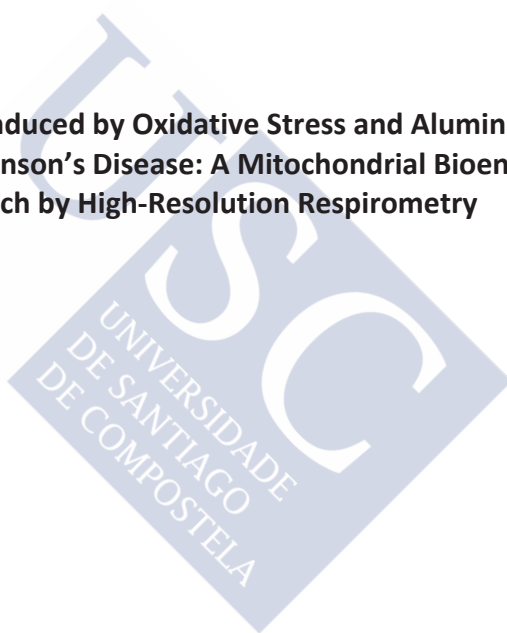 nduced by Oxidative Stress and Alumin
nson's Disease: A Mitochondrial Bioen
ch by High-Resolution Respirometry
USC
UNIVERSIDADE
DE SANTIAGO
DE COMPOSTELA